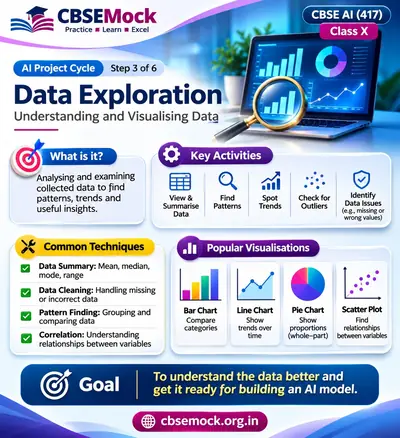 CBSEMock
Practice • Learn • Excel
CBSE AI (417)
Class X
AI Project Cycle
Step 3 of 6
Data Exploration
Understanding and Visualising Data
What is it?
Analysing and examining
collected data to find
patterns, trends and
useful insights.
Key Activities
View &
Summarise
Data
Find
Patterns
Spot
Trends
Check for
Outliers
Identify
Data Issues
(e.g., missing or
wrong values)
Common Techniques
Data Summary: Mean, median,
mode, range
Data Cleaning: Handling missing
or incorrect data
Pattern Finding: Grouping and
comparing data
Correlation: Understanding
relationships between variables
Popular Visualisations
Bar Chart
Compare
categories
Line Chart
Show
trends over
time
Pie Chart
Show
proportions
(whole-part)
Scatter Plot
Find
relationships
between variables
Goal
To understand the data better and
get it ready for building an AI model.
cbsemock.org.in